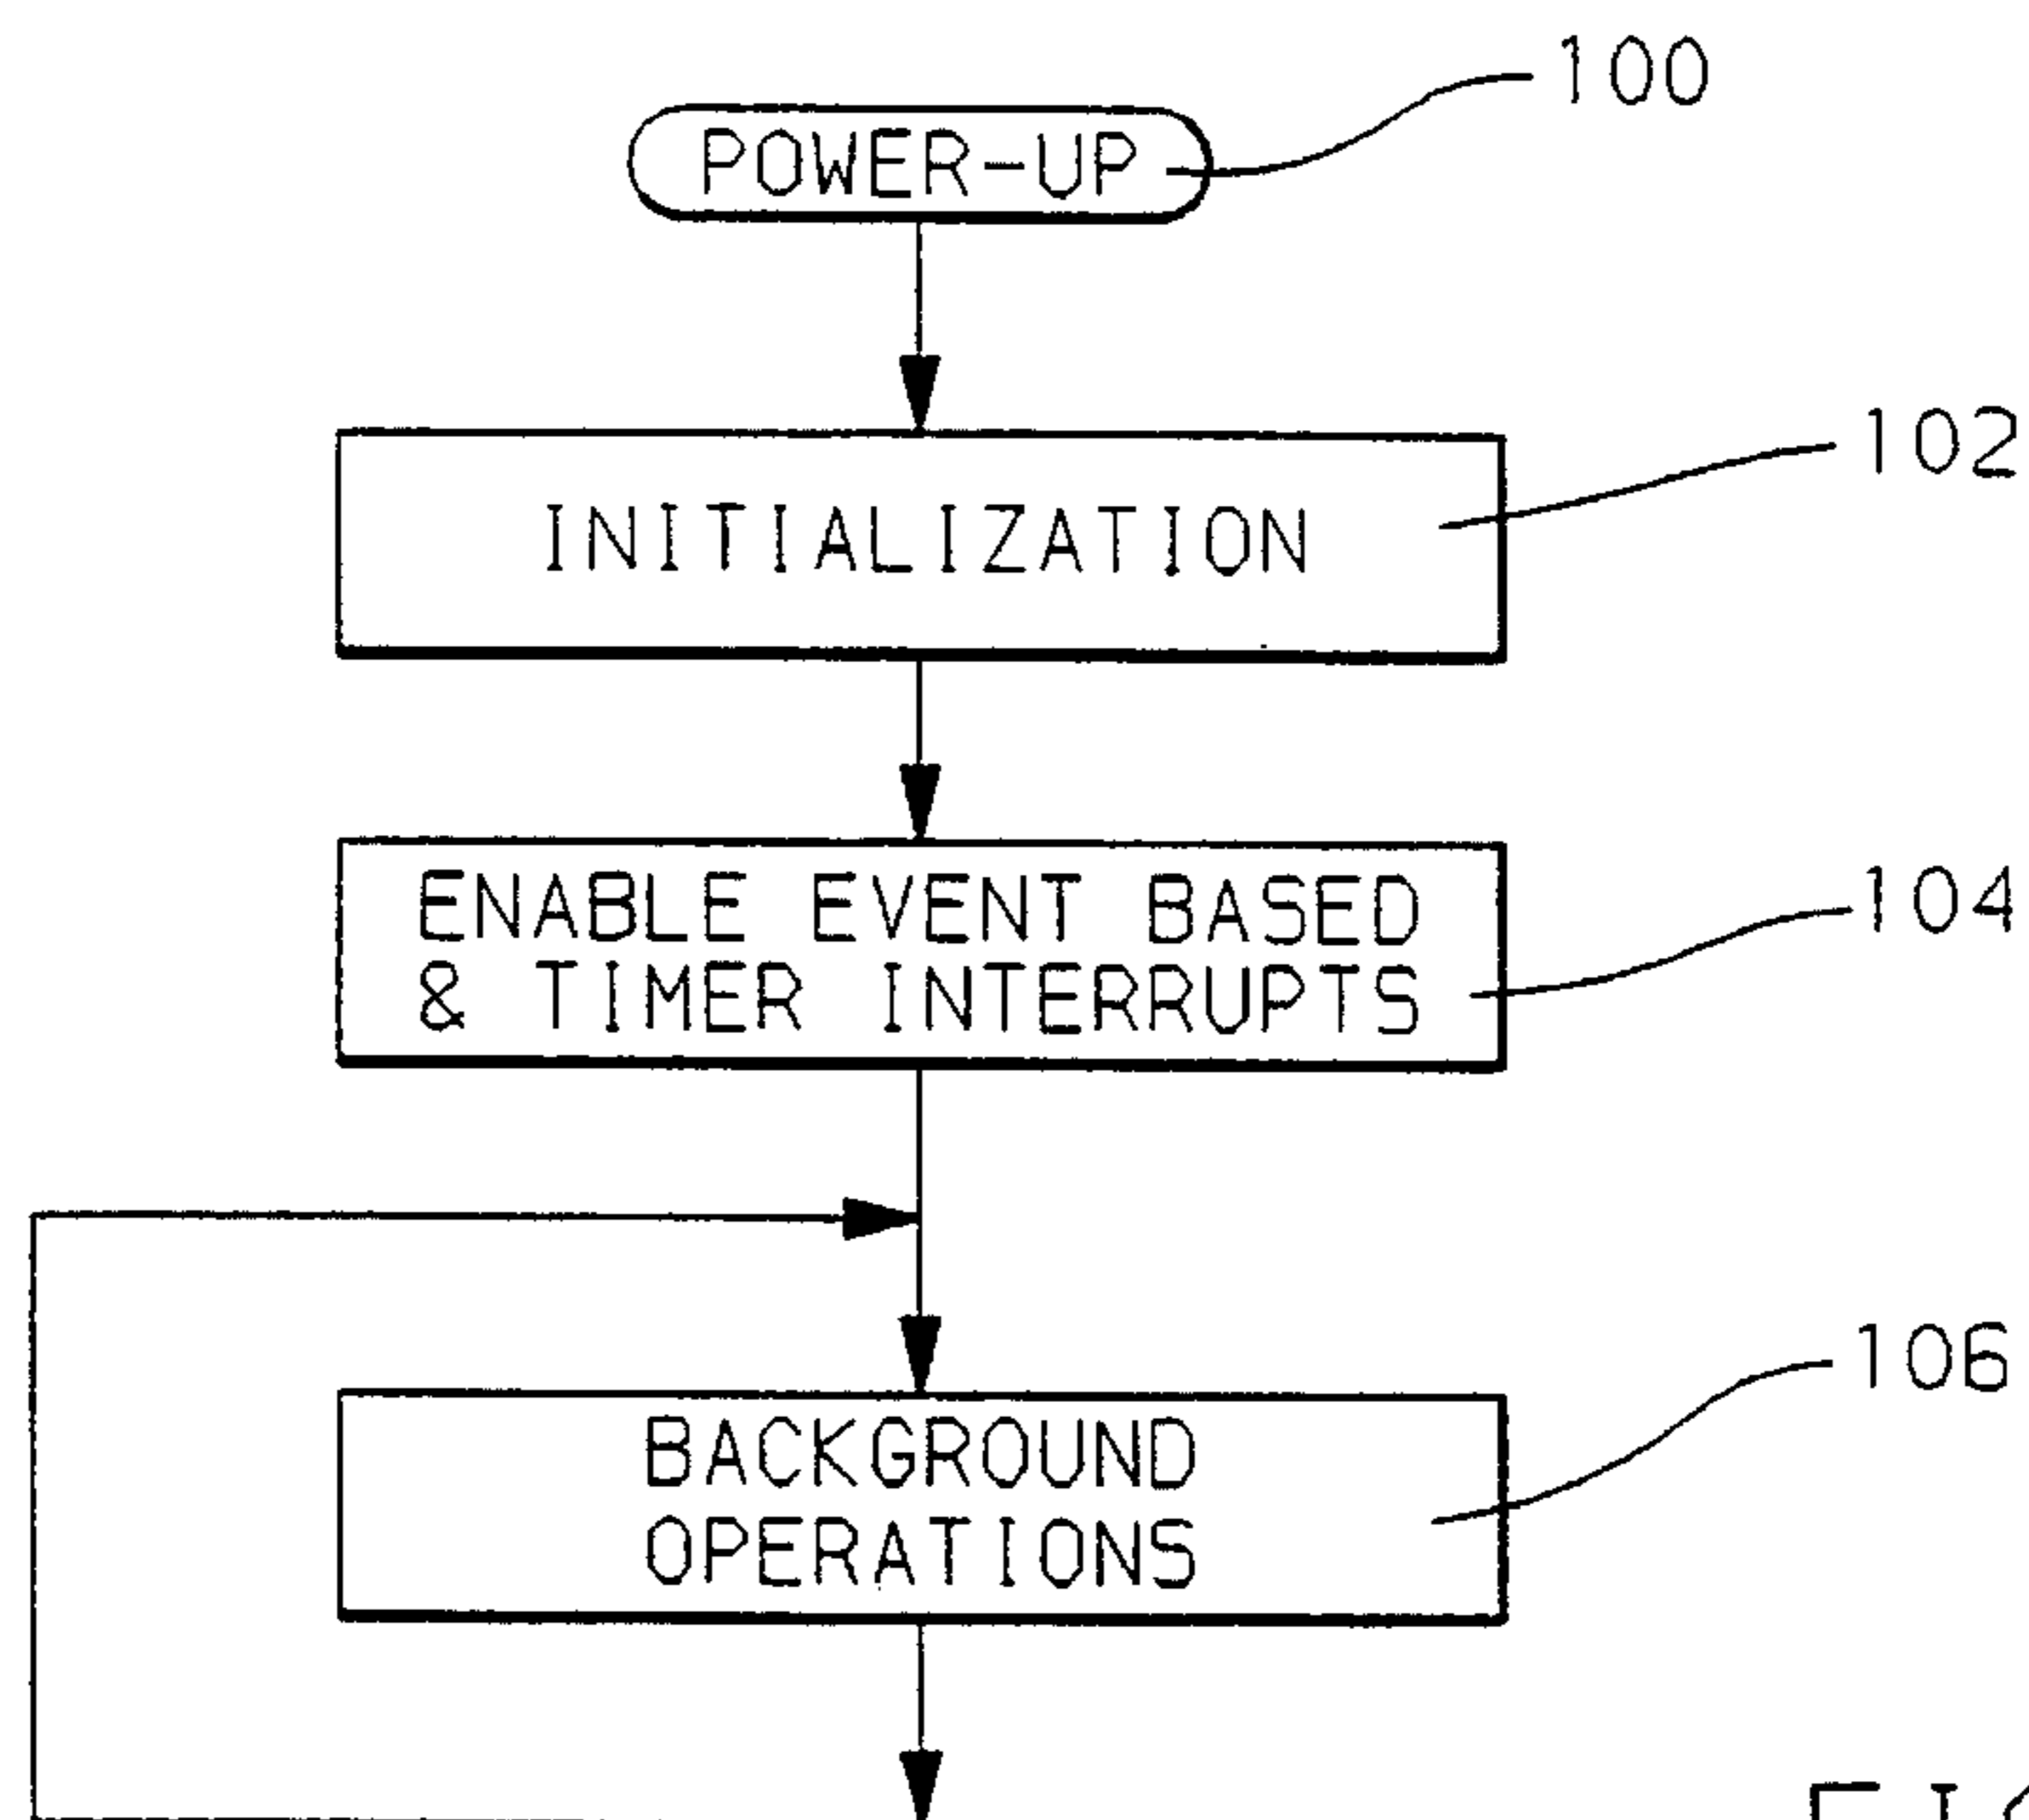 100
POWER-UP
102
INITIALIZATION
104
ENABLE EVENT BASED
& TIMER INTERRUPTS
106
BACKGROUND
OPERATIONS